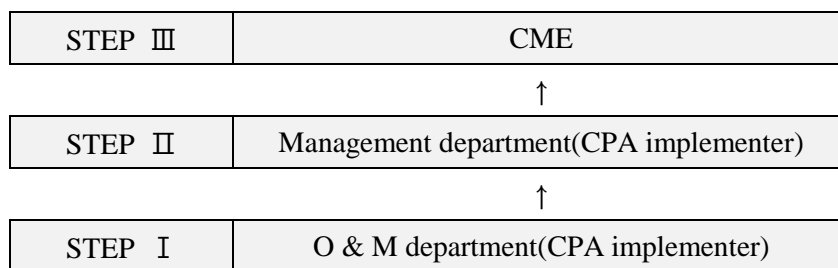 STEP Ⅲ CME
↑
STEP Ⅱ Management department(CPA implementer)
↑
STEP Ⅰ O & M department(CPA implementer)